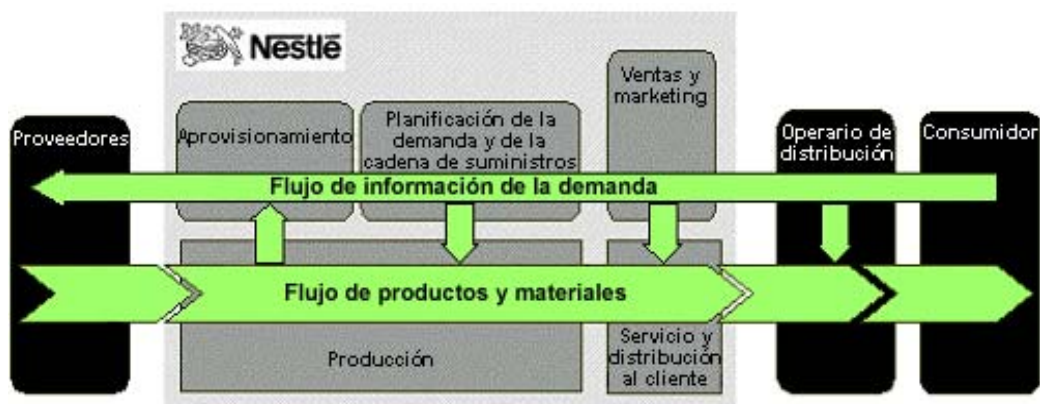 Nestlé
Ventas y
marketing
Proveedores
Aprovisionamiento
Planificación de la
demanda y de la
cadena de suministros
Operario de
distribución
Consumidor
Flujo de información de la demanda
Flujo de productos y materiales
Producción
Servicio y
distribución
al cliente